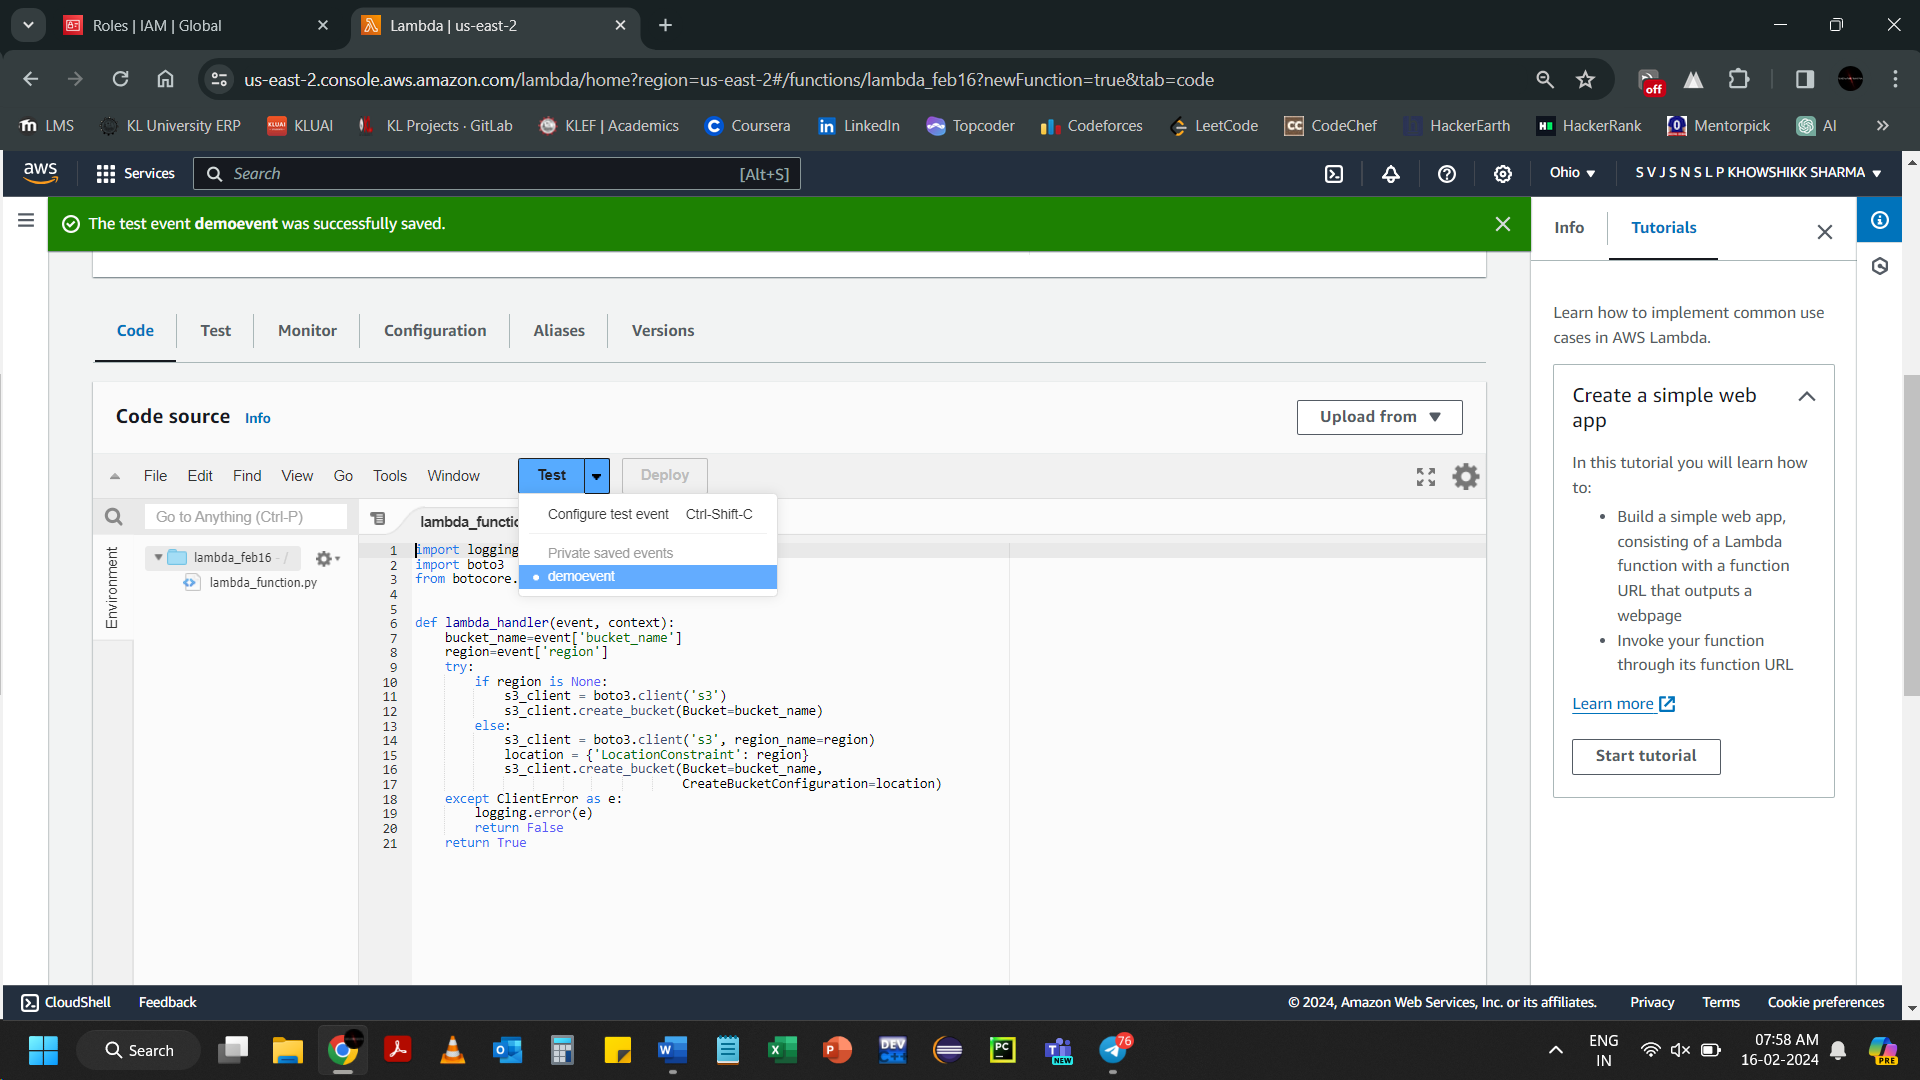 Roles | IAM | Global
Lambda | us-east-2
us-east-2.console.aws.amazon.com/lambda/home?region=us-east-2#/functions/lambda_feb16?newFunction=true&tab=code
off
LMS
KL University ERP
KLUAI KLUAI
KL Projects · GitLab
KLEF | Academics
Coursera
LinkedIn
Topcoder
Codeforces
LeetCode
CC CodeChef
HackerEarth
HackerRank
Mentorpick
AI
aws
Services
Search
[Alt+S]
Ohio
S V J S N S L P KHOWSHIKK SHARMA
The test event demoevent was successfully saved.
Code
Test
Monitor
Configuration
Aliases
Versions
Code source Info
Upload from
File
Edit
Find
View
Go
Tools
Window
Test
Deploy
Configure test event Ctrl-Shift-C
Private saved events
demoevent
Go to Anything (Ctrl-P)
Environment
lambda_feb16 - /
lambda_function.py
lambda_functio
1 import logging
2 import boto3
3 from botocore.
4
5
6 def lambda_handler(event, context):
7 bucket_name=event['bucket_name']
8 region=event['region']
9 try:
10 if region is None:
11 s3_client = boto3.client('s3')
12 s3_client.create_bucket(Bucket=bucket_name)
13 else:
14 s3_client = boto3.client('s3', region_name=region)
15 location = {'LocationConstraint': region}
16 s3_client.create_bucket(Bucket=bucket_name,
17 CreateBucketConfiguration=location)
18 except ClientError as e:
19 logging.error(e)
20 return False
21 return True
Info
Tutorials
Learn how to implement common use
cases in AWS Lambda.
Create a simple web
app
In this tutorial you will learn how
to:
• Build a simple web app,
consisting of a Lambda
function with a function
URL that outputs a
webpage
• Invoke your function
through its function URL
Learn more
Start tutorial
CloudShell
Feedback
© 2024, Amazon Web Services, Inc. or its affiliates.
Privacy
Terms
Cookie preferences
Search
DEV
PC
NEW
76
ENG
IN
07:58 AM
16-02-2024
PRE